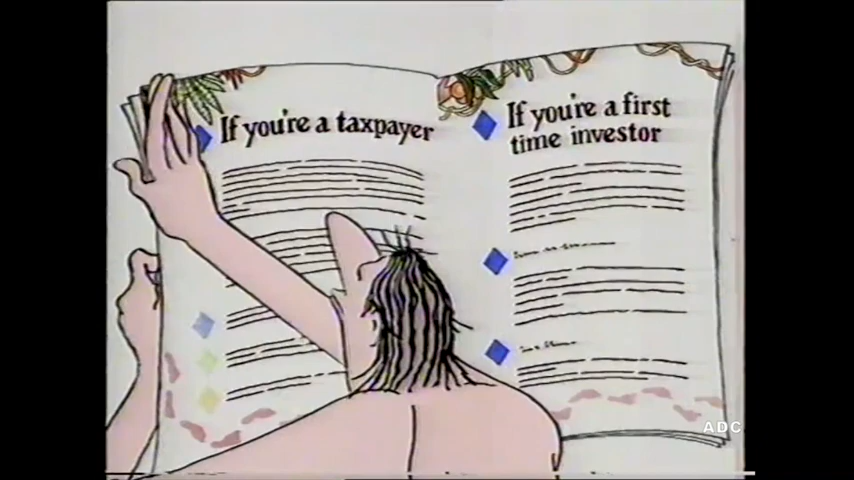 If you're a taxpayer
If you're a first
time investor
ADC